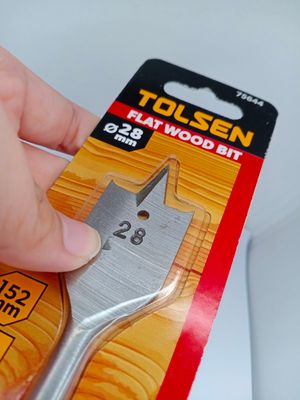 75644
TOLSEN
FLAT WOOD BIT
Ø28
mm
28
152
mm